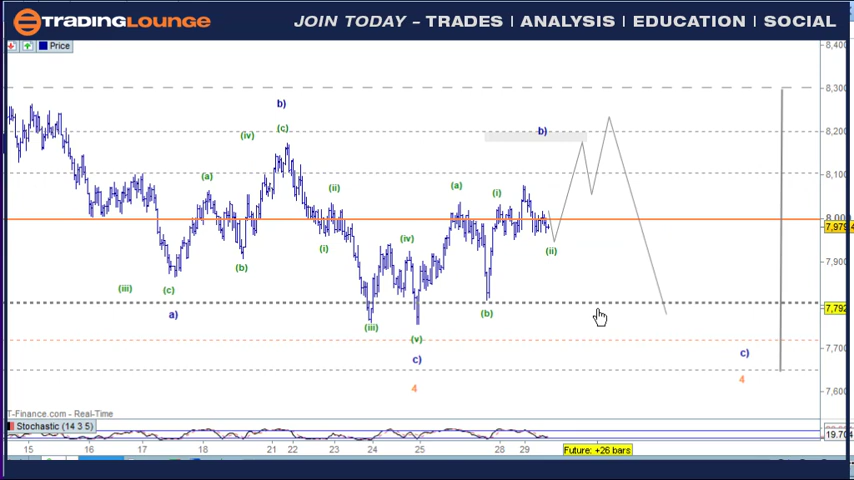 TRADINGLOUNGE
JOIN TODAY - TRADES | ANALYSIS | EDUCATION | SOCIAL
Price
8,400
8,300
8,200
8,100
8,000
7,979.4
7,900
7,792
7,700
7,600
b)
(c)
(iv)
(a)
(b)
(iii)
(c)
a)
(ii)
(i)
(iv)
(iii)
(v)
c)
4
(a)
(i)
(b)
b)
(ii)
c)
4
T-Finance.com - Real-Time
Stochastic (14 3 5)
19.704
15 16 17 18 21 22 23 24 25 28 29
Future: +26 bars